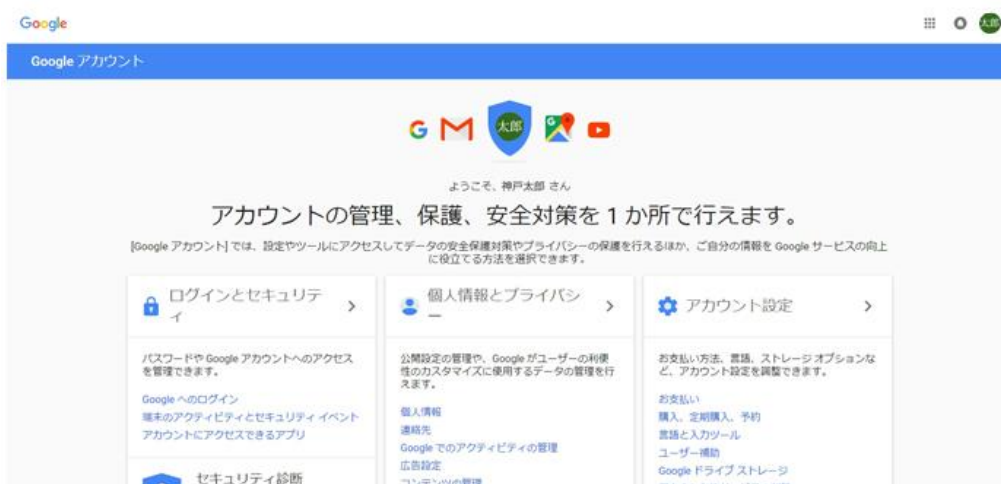 Google
太郎
Google アカウント
太郎
ようこそ、神戸太郎 さん
アカウントの管理、保護、安全対策を 1 か所で行えます。
[Google アカウント] では、設定やツールにアクセスしてデータの安全保護対策やプライバシーの保護を行えるほか、ご自分の情報を Google サービスの向上
に役立てる方法を選択できます。
ログインとセキュリテ
ィ
パスワードや Google アカウントへのアクセス
を管理できます。
Google へのログイン
端末のアクティビティとセキュリティ イベント
アカウントにアクセスできるアプリ
セキュリティ診断
個人情報とプライバシ
ー
公開設定の管理や、Google がユーザーの利便
性のカスタマイズに使用するデータの管理を行
えます。
個人情報
連絡先
Google でのアクティビティの管理
広告設定
コンテンツの管理
アカウント設定
お支払い方法、言語、ストレージ オプションな
ど、アカウント設定を調整できます。
お支払い
購入、定期購入、予約
言語と入力ツール
ユーザー補助
Google ドライブ ストレージ